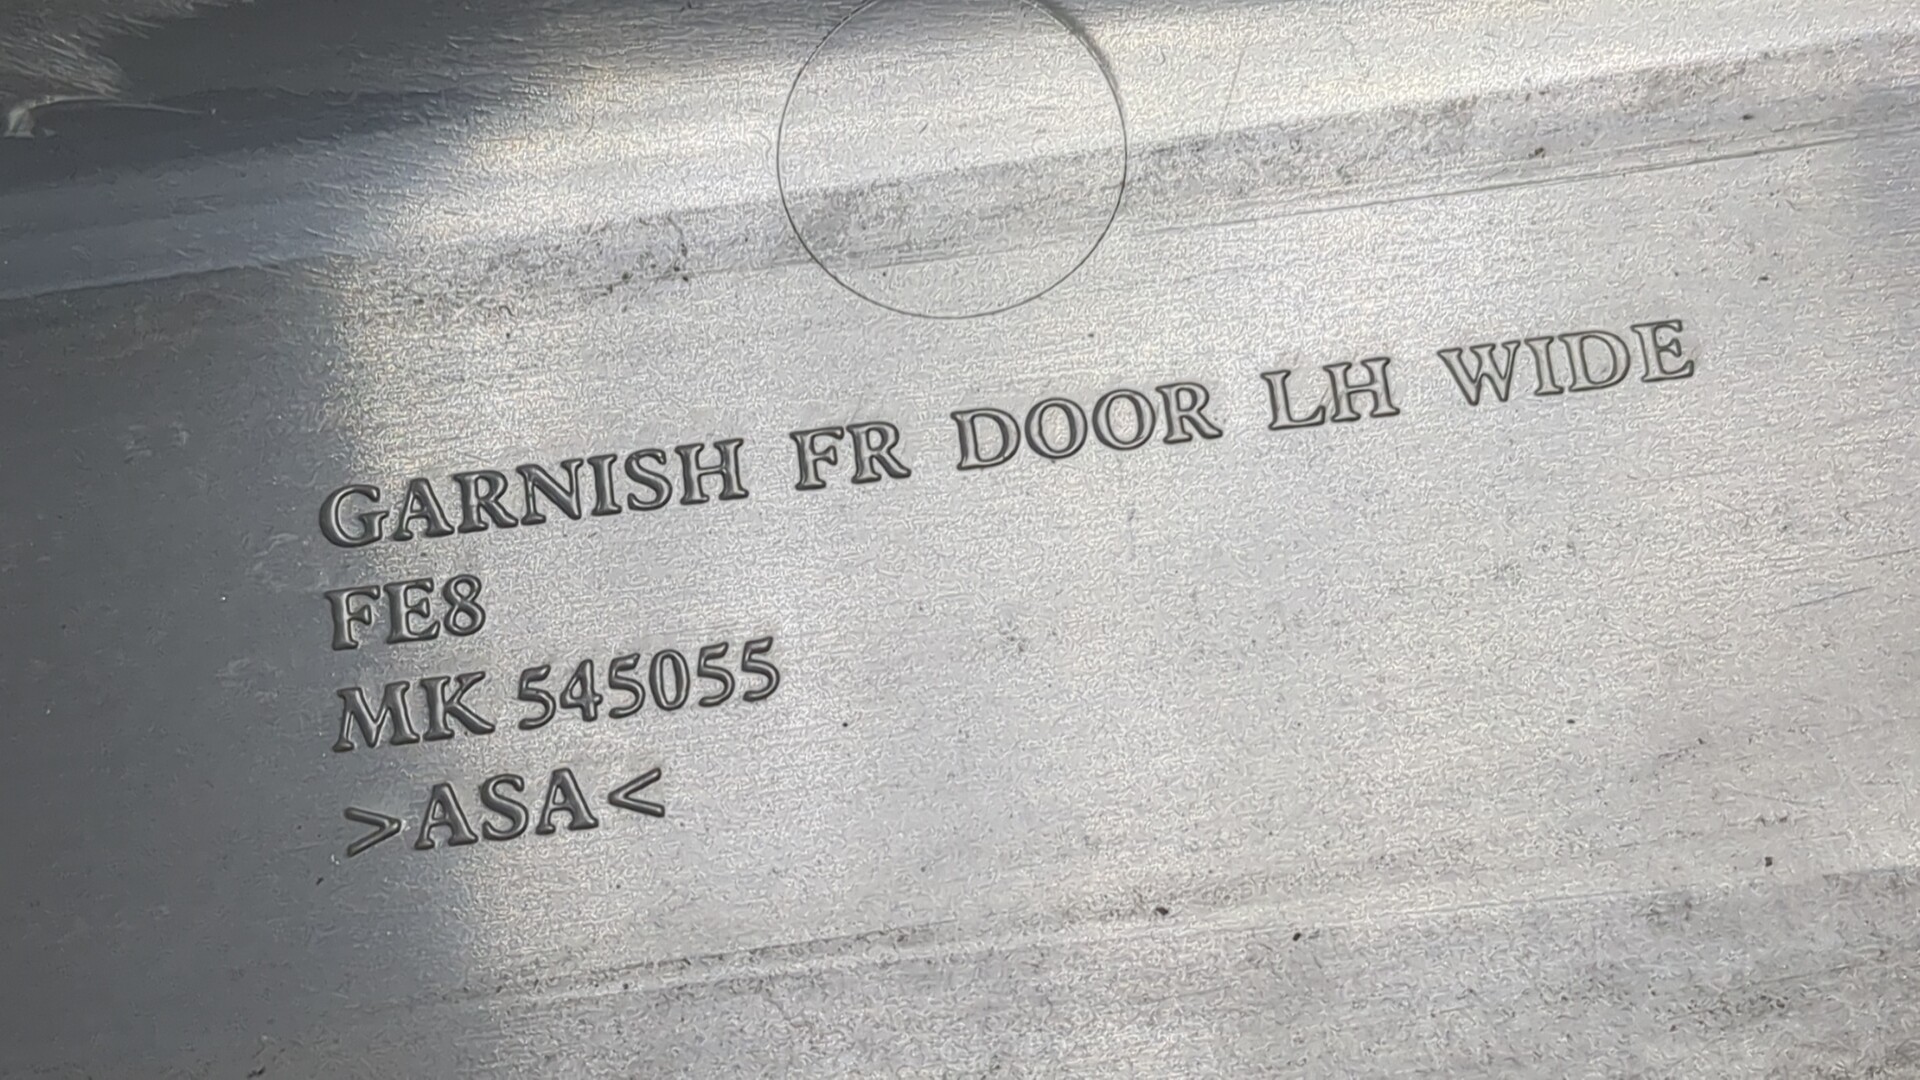 GARNISH FR DOOR LH WIDE
FE8
MK 545055
>ASA<